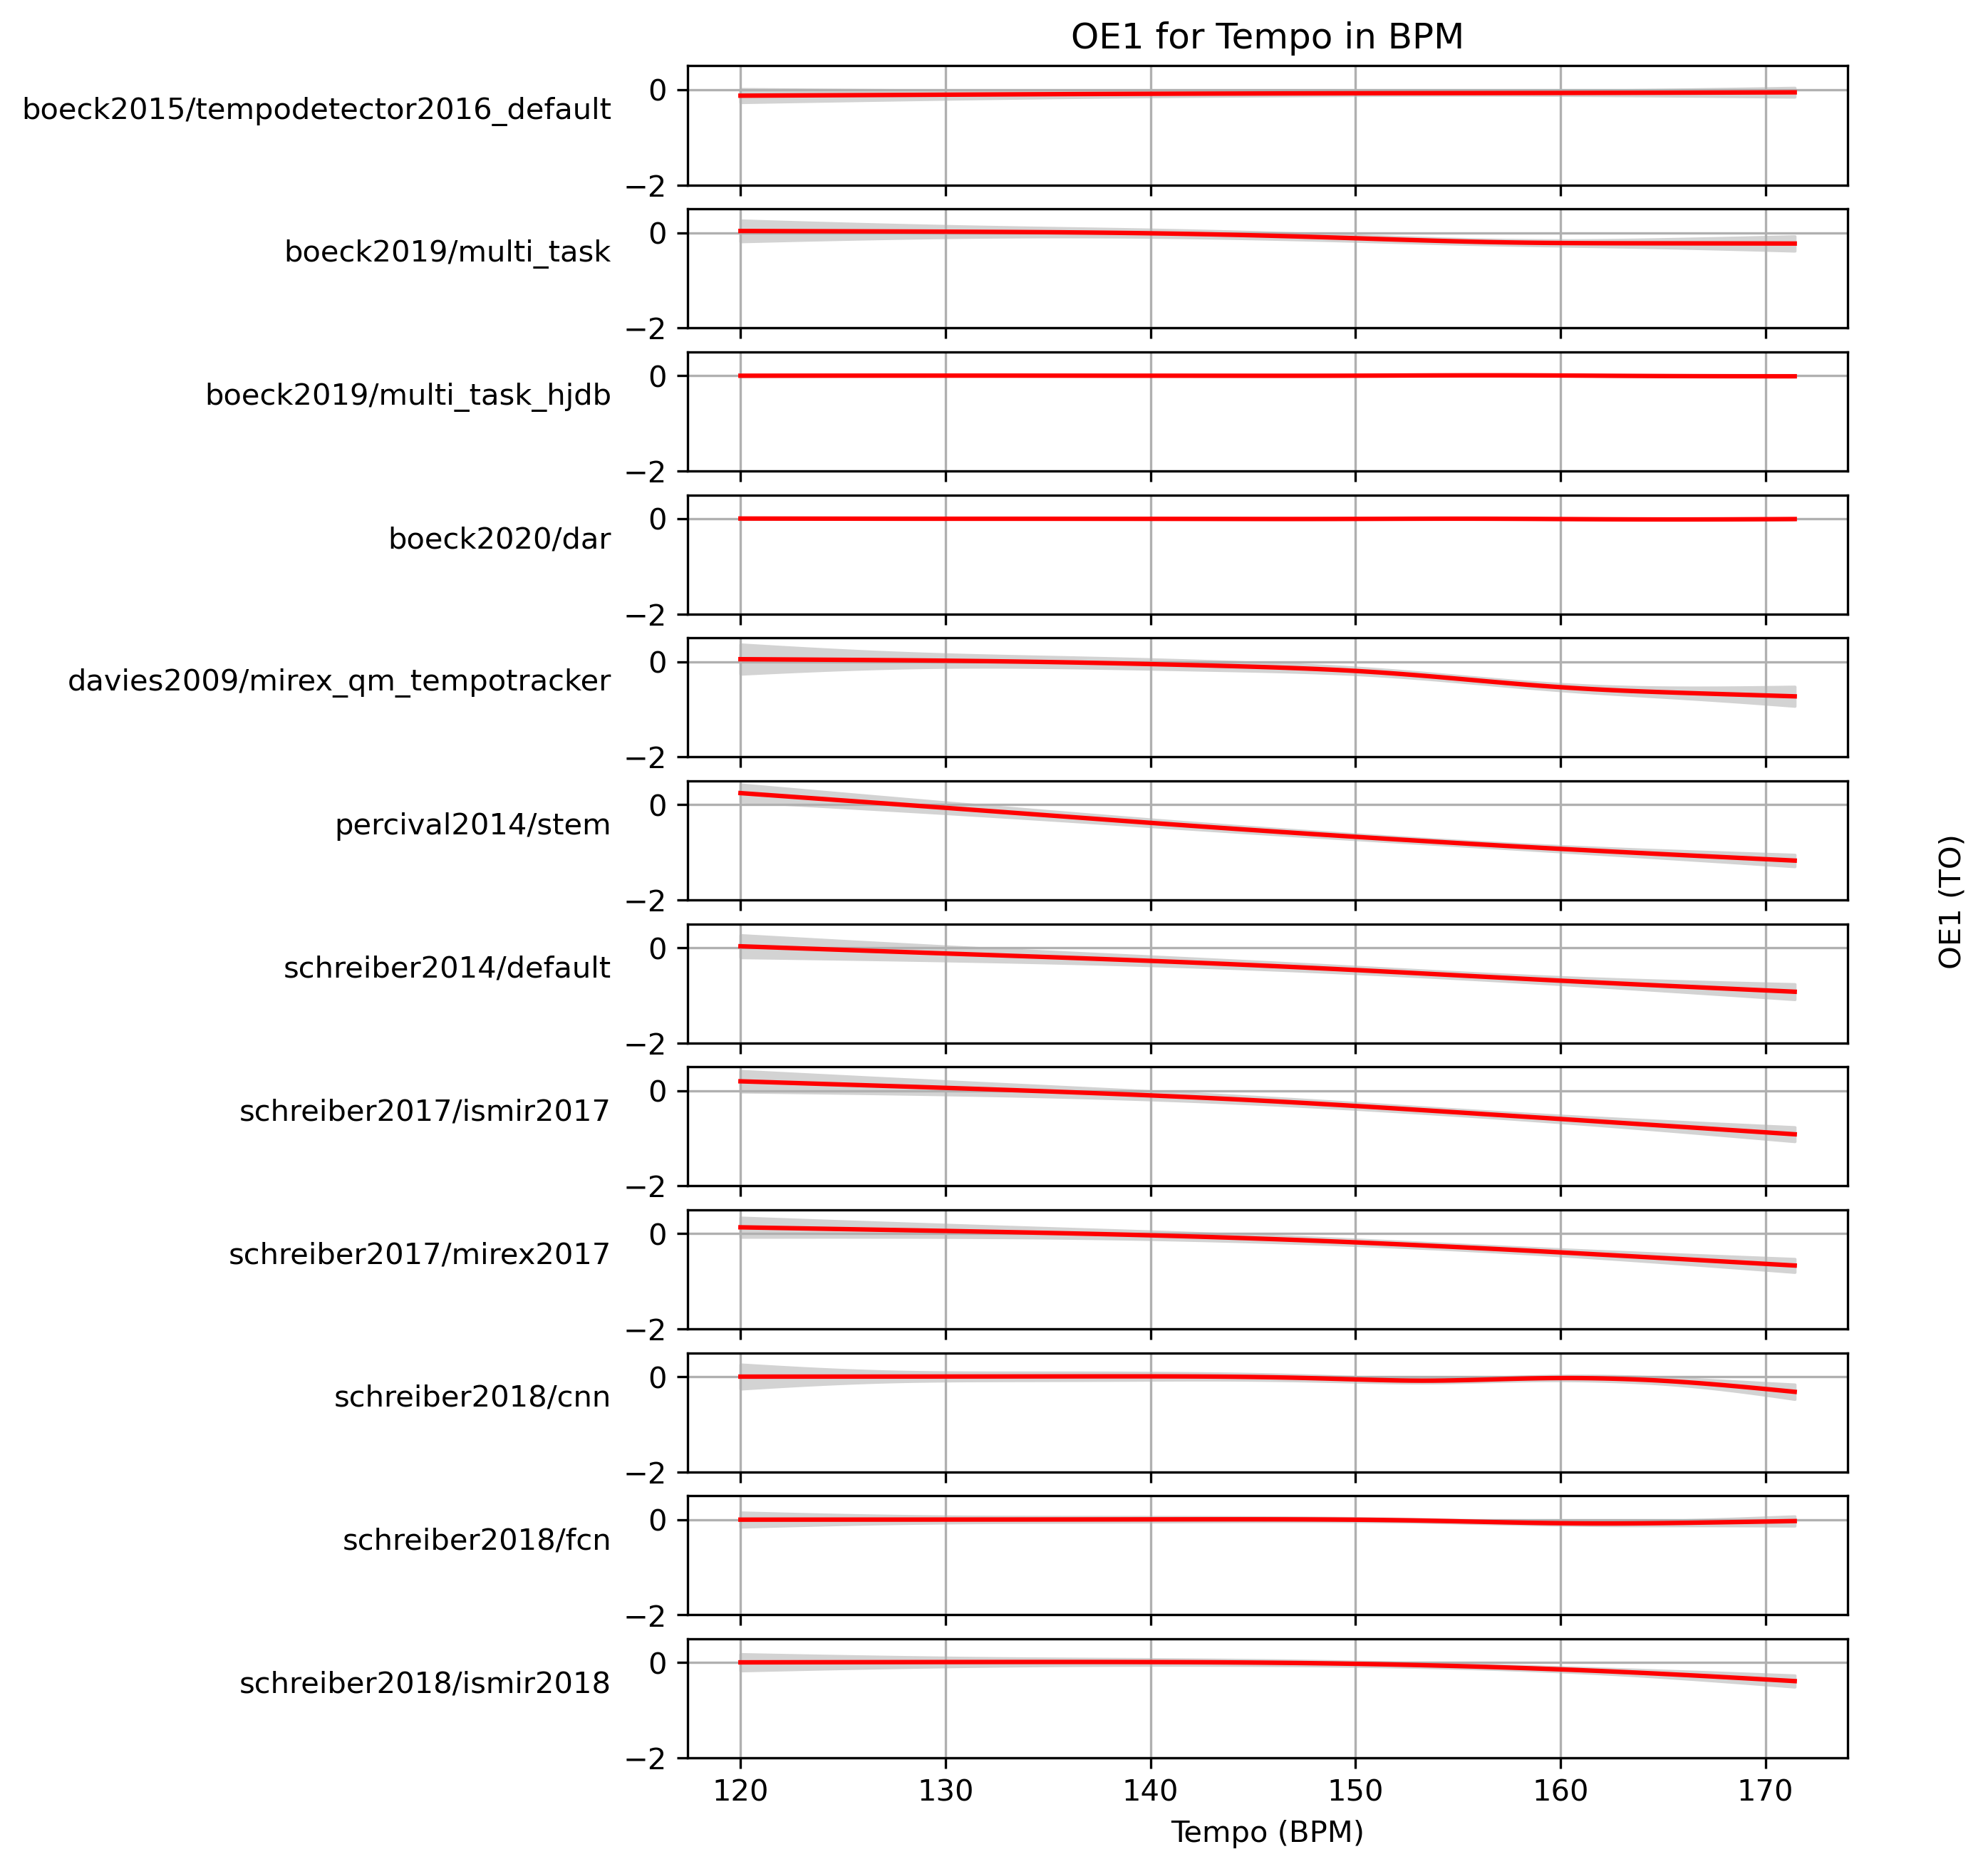 OE1 for Tempo in BPM
boeck2015/tempodetector2016_default
0
−2
boeck2019/multi_task
0
−2
boeck2019/multi_task_hjdb
0
−2
boeck2020/dar
0
−2
davies2009/mirex_qm_tempotracker
0
−2
percival2014/stem
0
−2
schreiber2014/default
0
−2
schreiber2017/ismir2017
0
−2
schreiber2017/mirex2017
0
−2
schreiber2018/cnn
0
−2
schreiber2018/fcn
0
−2
schreiber2018/ismir2018
0
−2
120 130 140 150 160 170
Tempo (BPM)
OE1 (TO)